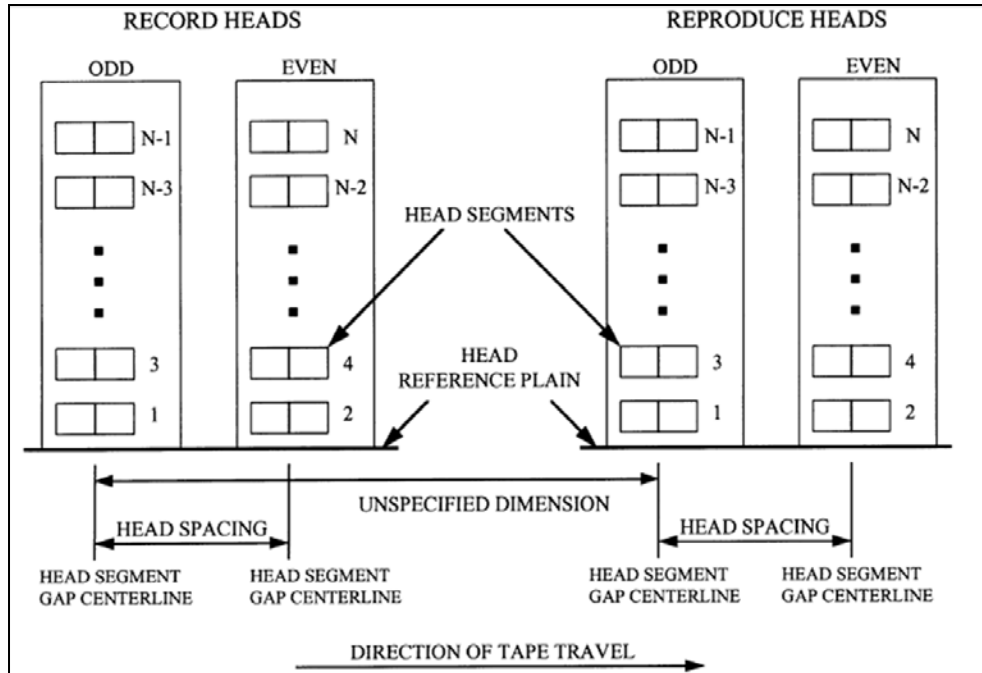 RECORD HEADS
REPRODUCE HEADS
ODD
EVEN
ODD
EVEN
N-1
N
N-1
N
N-3
N-2
N-3
N-2
HEAD SEGMENTS
3
4
HEAD
REFERENCE PLAIN
3
4
1
2
1
2
UNSPECIFIED DIMENSION
HEAD SPACING
HEAD SPACING
HEAD SEGMENT
GAP CENTERLINE
HEAD SEGMENT
GAP CENTERLINE
HEAD SEGMENT
GAP CENTERLINE
HEAD SEGMENT
GAP CENTERLINE
DIRECTION OF TAPE TRAVEL